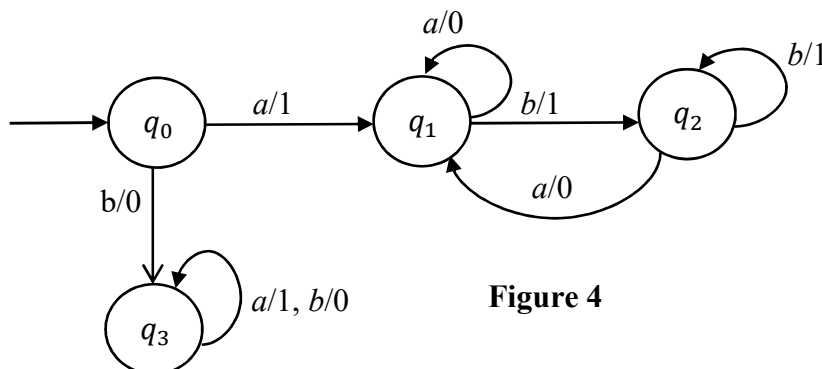 a/0
b/1
q₀
a/1
q₁
b/1
q₂
b/0
a/0
a/1, b/0
Figure 4
q₃